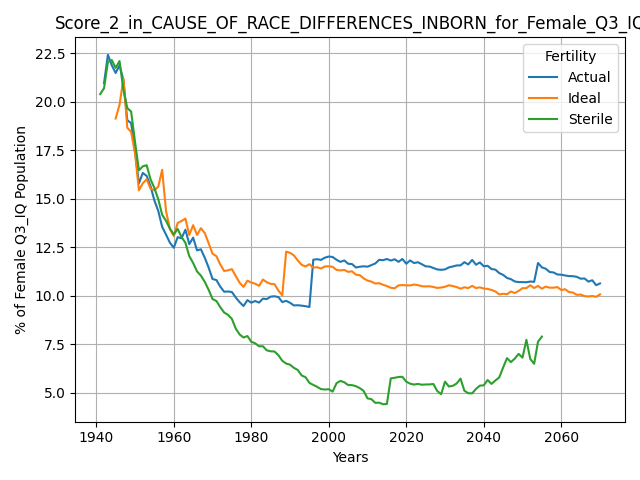 Score_2_in_CAUSE_OF_RACE_DIFFERENCES_INBORN_for_Female_Q3_IQ
Fertility
Actual
Ideal
Sterile
% of Female Q3_IQ Population
22.5
20.0
17.5
15.0
12.5
10.0
7.5
5.0
1940 1960 1980 2000 2020 2040 2060
Years